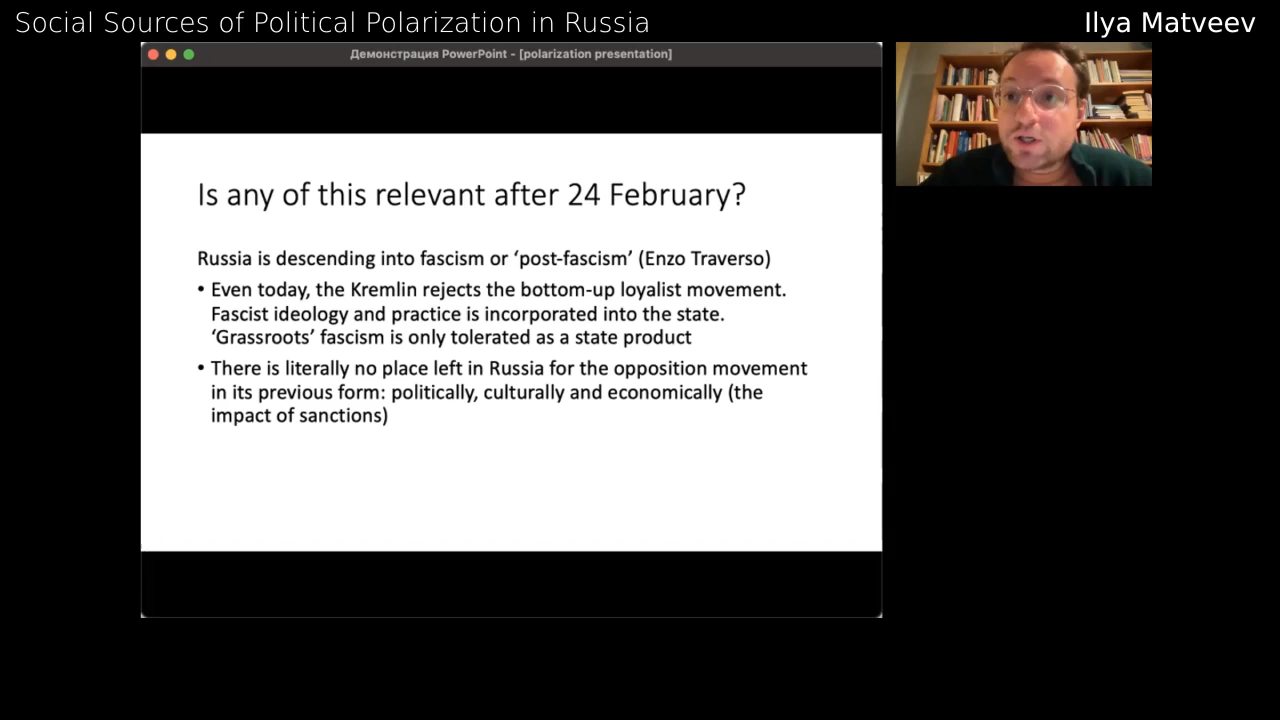 Social Sources of Political Polarization in Russia
Ilya Matveev
Демонстрация PowerPoint - [polarization presentation]
Is any of this relevant after 24 February?
Russia is descending into fascism or ‘post-fascism’ (Enzo Traverso)
• Even today, the Kremlin rejects the bottom-up loyalist movement.
Fascist ideology and practice is incorporated into the state.
‘Grassroots’ fascism is only tolerated as a state product
• There is literally no place left in Russia for the opposition movement
in its previous form: politically, culturally and economically (the
impact of sanctions)